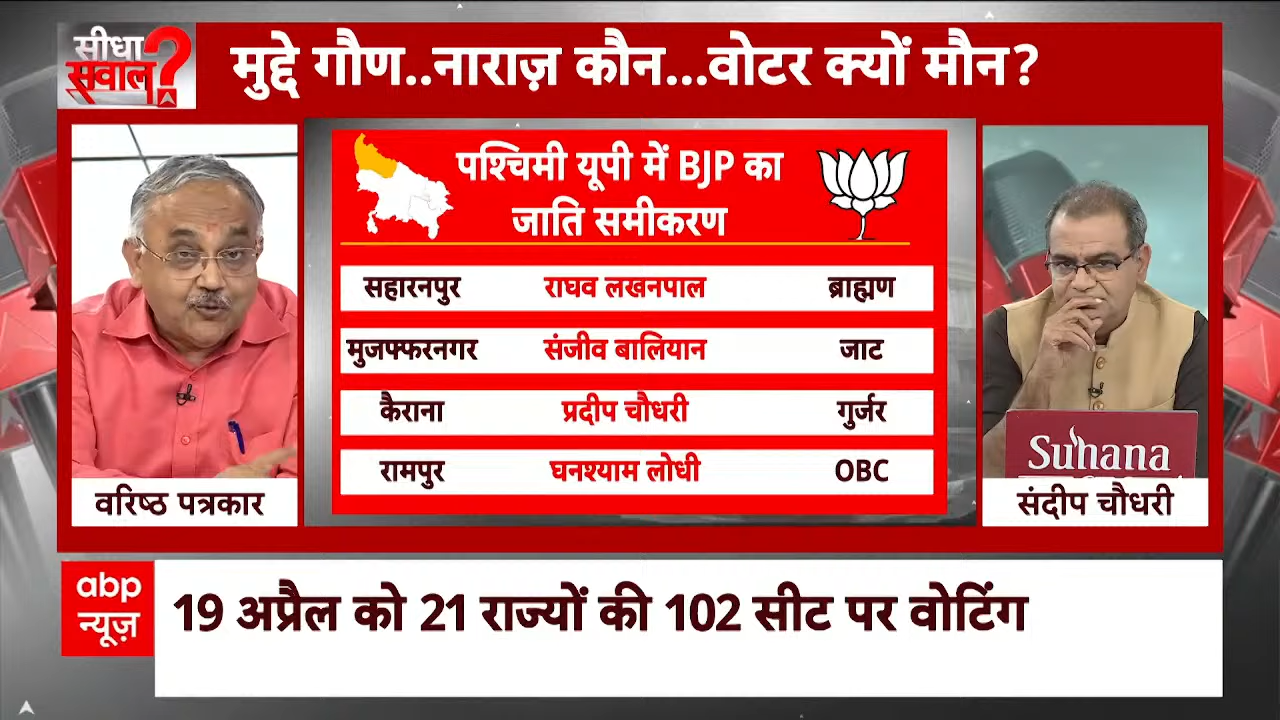 सीधा
सवाल?
मुद्दे गौण..नाराज़ कौन...वोटर क्यों मौन?
पश्चिमी यूपी में BJP का
जाति समीकरण
सहारनपुर राघव लखनपाल ब्राह्मण
मुजफ्फरनगर संजीव बालियान जाट
कैराना प्रदीप चौधरी गुर्जर
रामपुर घनश्याम लोधी OBC
वरिष्ठ पत्रकार
Suhana
संदीप चौधरी
abp
न्यूज़
19 अप्रैल को 21 राज्यों की 102 सीट पर वोटिंग